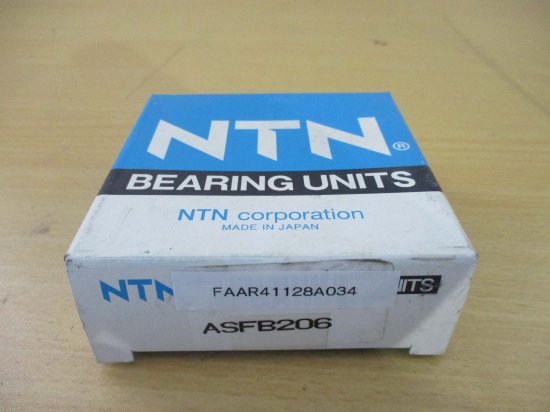 NTN®
BEARING UNITS
NTN corporation
MADE IN JAPAN
NTN
FAAR41128A034
ITS
ASFB206